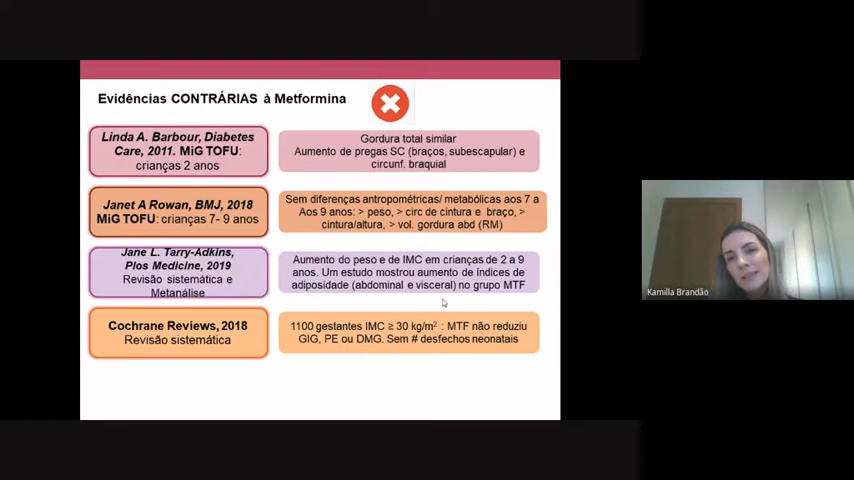 Evidências CONTRÁRIAS à Metformina
Linda A. Barbour, Diabetes
Care, 2011. MiG TOFU:
crianças 2 anos
Gordura total similar
Aumento de pregas SC (braços, subescapular) e
circunf. braquial
Janet A Rowan, BMJ, 2018
MiG TOFU: crianças 7- 9 anos
Sem diferenças antropométricas/ metabólicas aos 7 a
Aos 9 anos: > peso, > circ de cintura e braço, >
cintura/altura, > vol. gordura abd (RM)
Jane L. Tarry-Adkins,
Plos Medicine, 2019
Revisão sistemática e
Metanálise
Aumento do peso e de IMC em crianças de 2 a 9
anos. Um estudo mostrou aumento de índices de
adiposidade (abdominal e visceral) no grupo MTF
Cochrane Reviews, 2018
Revisão sistemática
1100 gestantes IMC ≥ 30 kg/m² : MTF não reduziu
GIG, PE ou DMG. Sem # desfechos neonatais
Kamilla Brandão